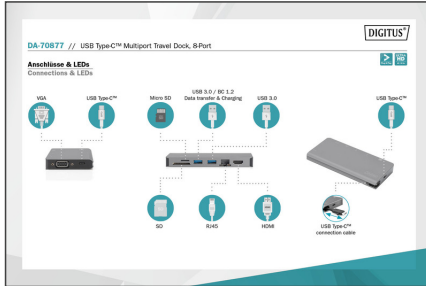 DIGITUS®
DA-70877 // USB Type-C™ Multiport Travel Dock, 8-Port
Anschlüsse & LEDs
Connections & LEDs
VGA
USB Type-C™
Micro SD
USB 3.0 / BC 1.2
Data transfer & Charging
USB 3.0
USB Type-C™
SD
RJ45
HDMI
USB Type-C™
connection cable